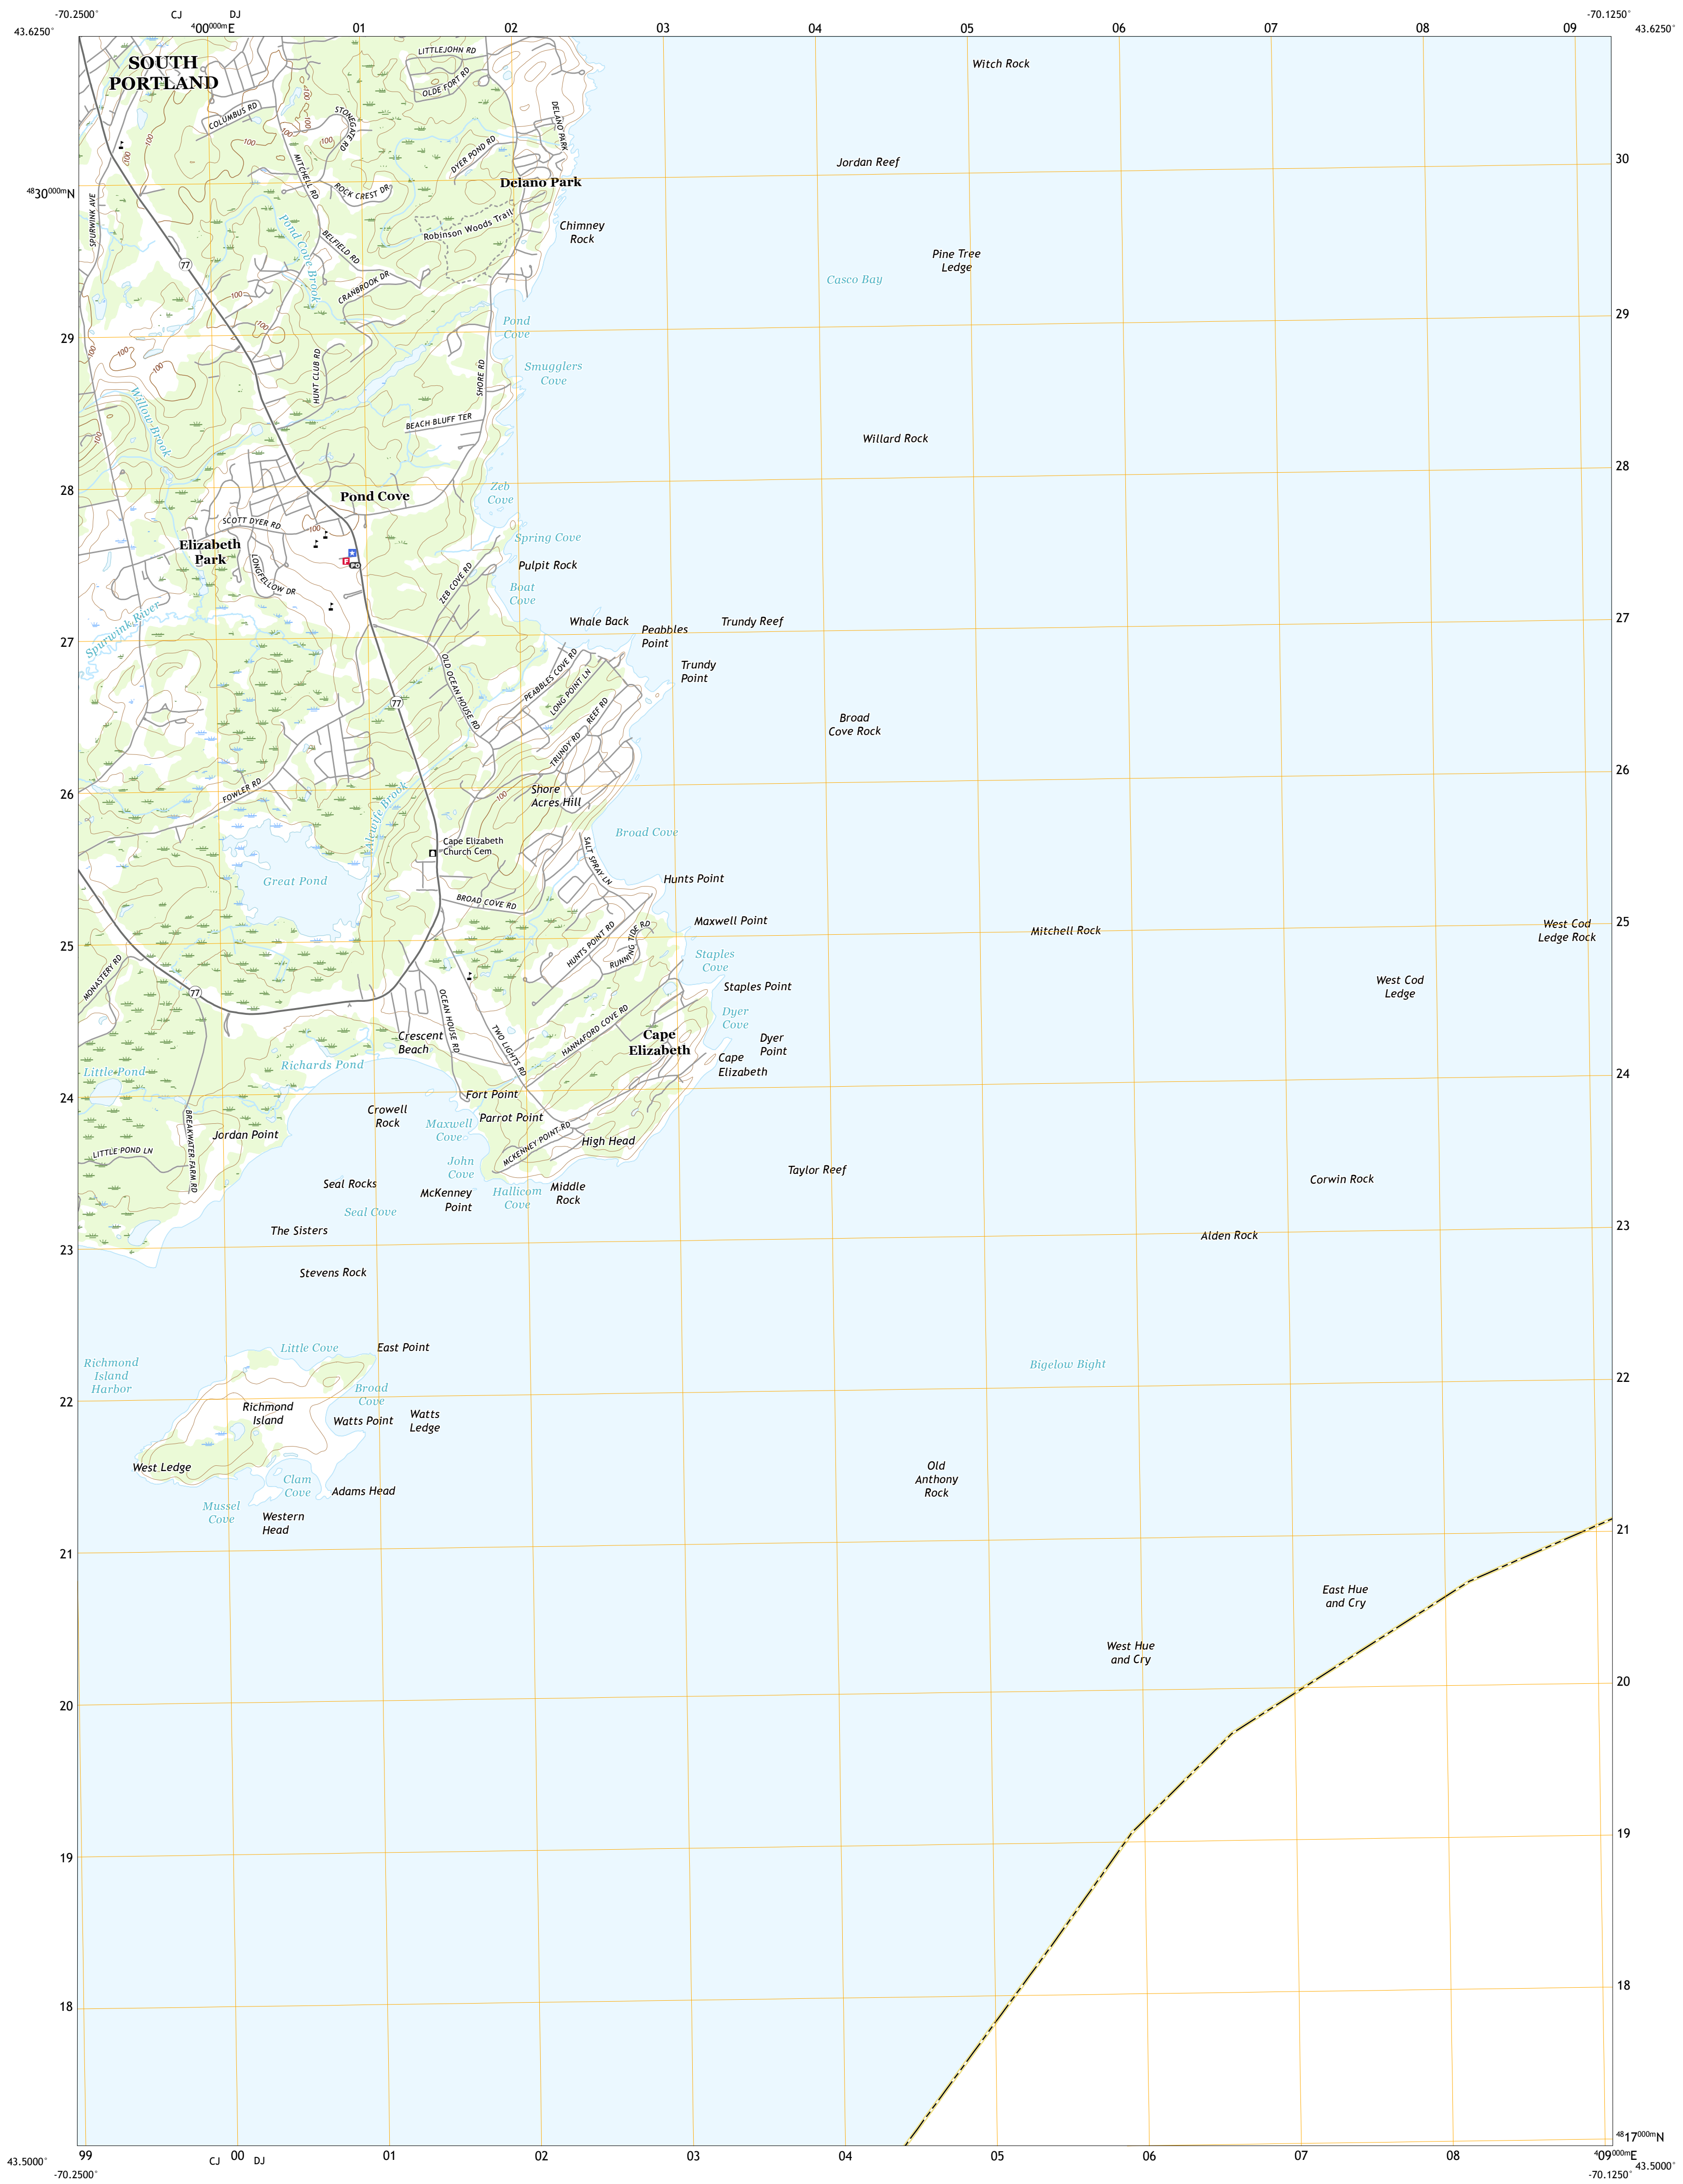 -70.2500°
CJ
DJ
-70.1250°
43.6250°
⁴00⁰⁰⁰ᵐE
01
02
03
04
05
06
07
08
09
43.6250°
SOUTH
PORTLAND
LITTLEJOHN RD
OLDE FORT RD
Witch Rock
COLUMBUS RD
STONEGATE RD
DELANO PARK
100
100
100
100
100
100
100
100
MITCHELL RD
DYER POND RD
Jordan Reef
30
⁴⁸30⁰⁰⁰ᵐN
ROCK CREST DR
Delano Park
SPURWINK AVE
Pond Cove Brook
Robinson Woods Trail
Chimney
Rock
BELFIELD RD
77
CRANBROOK DR
Pine Tree
Ledge
Casco Bay
100
100
Pond
Cove
29
29
100
100
100
HUNT CLUB RD
SHORE RD
Smugglers
Cove
Willow Brook
BEACH BLUFF TER
100
Willard Rock
28
28
Pond Cove
Zeb
Cove
SCOTT DYER RD
100
Elizabeth
Park
F
PO
Spring Cove
Pulpit Rock
LONGFELLOW DR
ZEB COVE RD
Boat
Cove
Spurwink River
Whale Back
Trundy Reef
27
27
Peabbles
Point
OLD OCEAN HOUSE RD
PEABBLES COVE RD
LONG POINT LN
Trundy
Point
77
REEF RD
TRUNDY RD
Broad
Cove Rock
26
26
FOWLER RD
100
Shore
Acres Hill
Alewife Brook
Broad Cove
Cape Elizabeth
Church Cem
SALT SPRAY LN
Great Pond
Hunts Point
BROAD COVE RD
Maxwell Point
Mitchell Rock
West Cod
Ledge Rock
25
25
HUNTS POINT RD
RUNNING TIDE RD
Staples
Cove
MONASTERY RD
77
Staples Point
West Cod
Ledge
OCEAN HOUSE RD
TWO LIGHTS RD
HANNAFORD COVE RD
Dyer
Cove
Cape
Elizabeth
Dyer
Point
Crescent
Beach
Cape
Elizabeth
Little Pond
Richards Pond
24
24
Fort Point
Crowell
Rock
Parrot Point
Maxwell
Cove
BREAKWATER FARM RD
Jordan Point
MCKENNEY POINT RD
High Head
LITTLE POND LN
John
Cove
Taylor Reef
Seal Rocks
McKenney
Point
Hallicom
Cove
Middle
Rock
Corwin Rock
Seal Cove
The Sisters
Alden Rock
23
23
Stevens Rock
Little Cove
East Point
Richmond
Island
Harbor
Bigelow Bight
22
22
Broad
Cove
Richmond
Island
Watts Point
Watts
Ledge
West Ledge
Clam
Cove
Adams Head
Old
Anthony
Rock
Mussel
Cove
Western
Head
21
21
East Hue
and Cry
West Hue
and Cry
20
20
19
19
18
18
⁴⁸17⁰⁰⁰ᵐN
99
00
01
02
03
04
05
06
07
08
⁴09⁰⁰⁰ᵐE
43.5000°
CJ
DJ
43.5000°
-70.2500°
-70.1250°